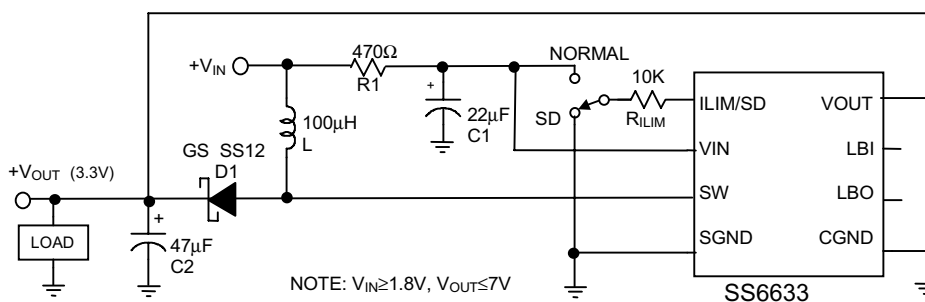 +VIN
470Ω
R1
NORMAL
10K
RILIM
SD
+
22µF
C1
100µH
L
GS SS12
D1
+VOUT (3.3V)
LOAD
+
47µF
C2
ILIM/SD
VIN
SW
SGND
VOUT
LBI
LBO
CGND
SS6633
NOTE: VIN≥1.8V, VOUT≤7V